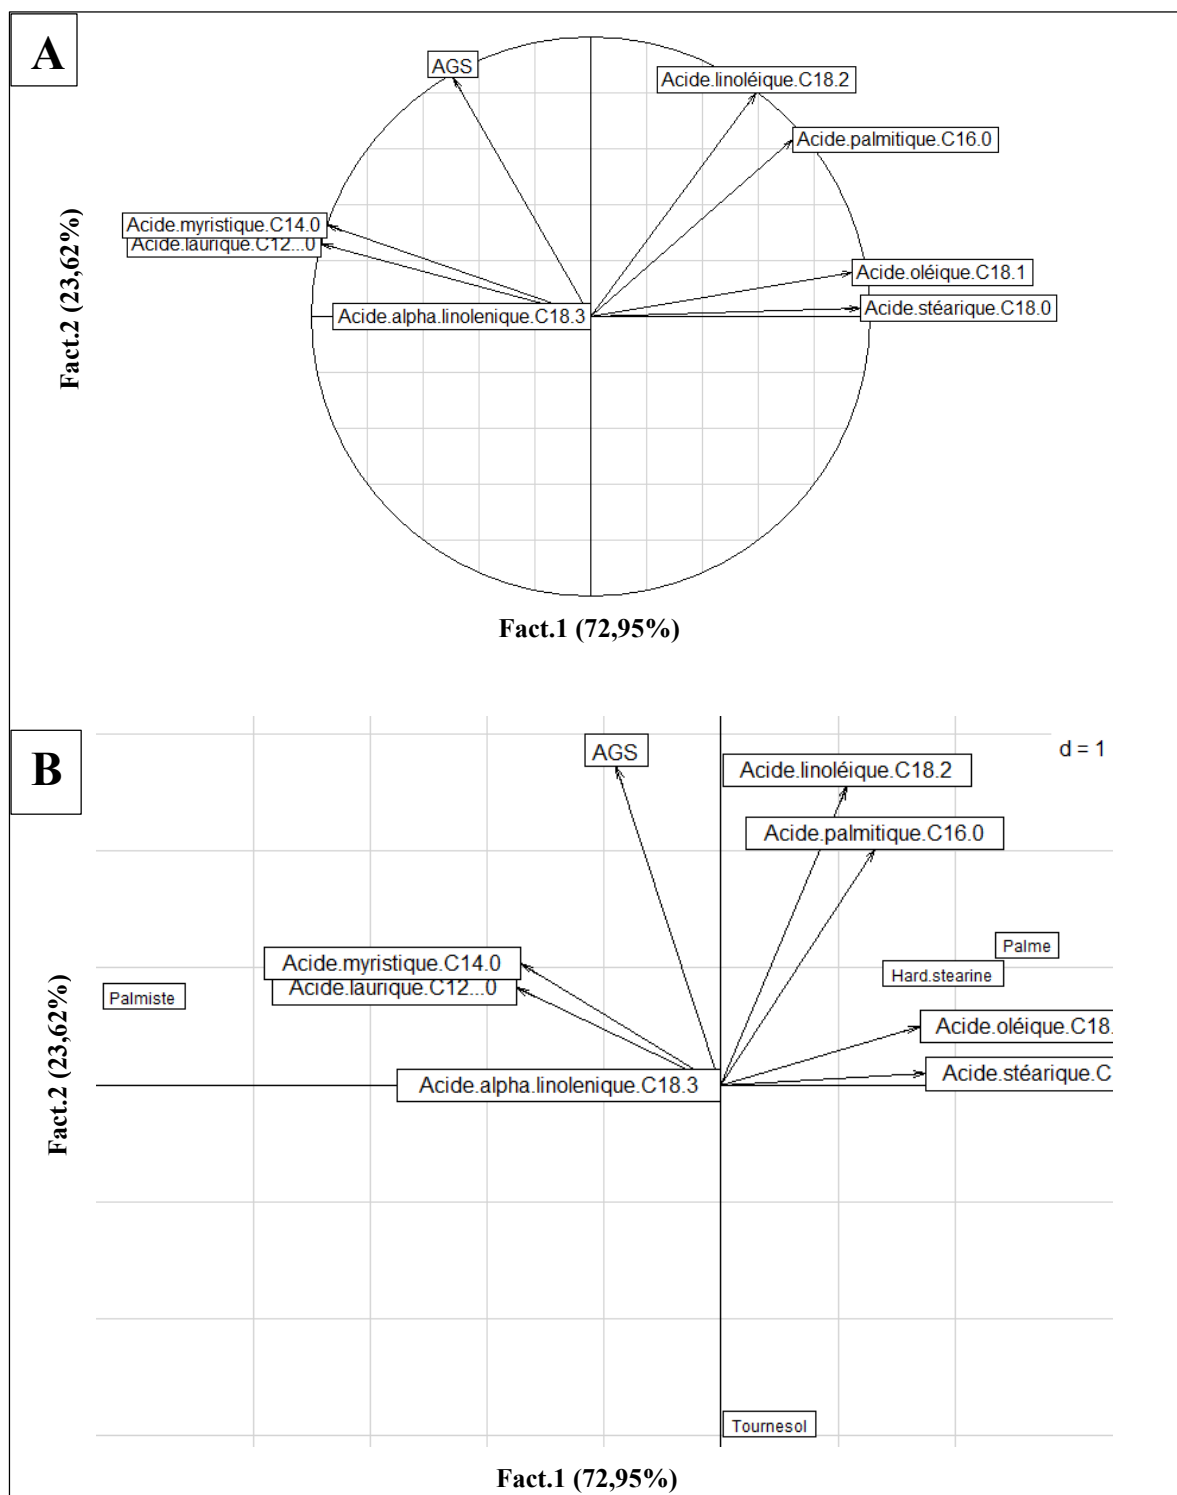 A
AGS
Acide.linoléique.C18.2
Acide.palmitique.C16.0
Acide.myristique.C14.0
Acide.laurique.C12...0
Acide.oléique.C18.1
Acide.stéarique.C18.0
Acide.alpha.linolenique.C18.3
Fact.2 (23,62%)
Fact.1 (72,95%)
B
d = 1
AGS
Acide.linoléique.C18.2
Acide.palmitique.C16.0
Palme
Hard.stearine
Acide.myristique.C14.0
Acide.laurique.C12...0
Palmiste
Acide.oléique.C18.
Acide.stéarique.C
Acide.alpha.linolenique.C18.3
Fact.2 (23,62%)
Tournesol
Fact.1 (72,95%)